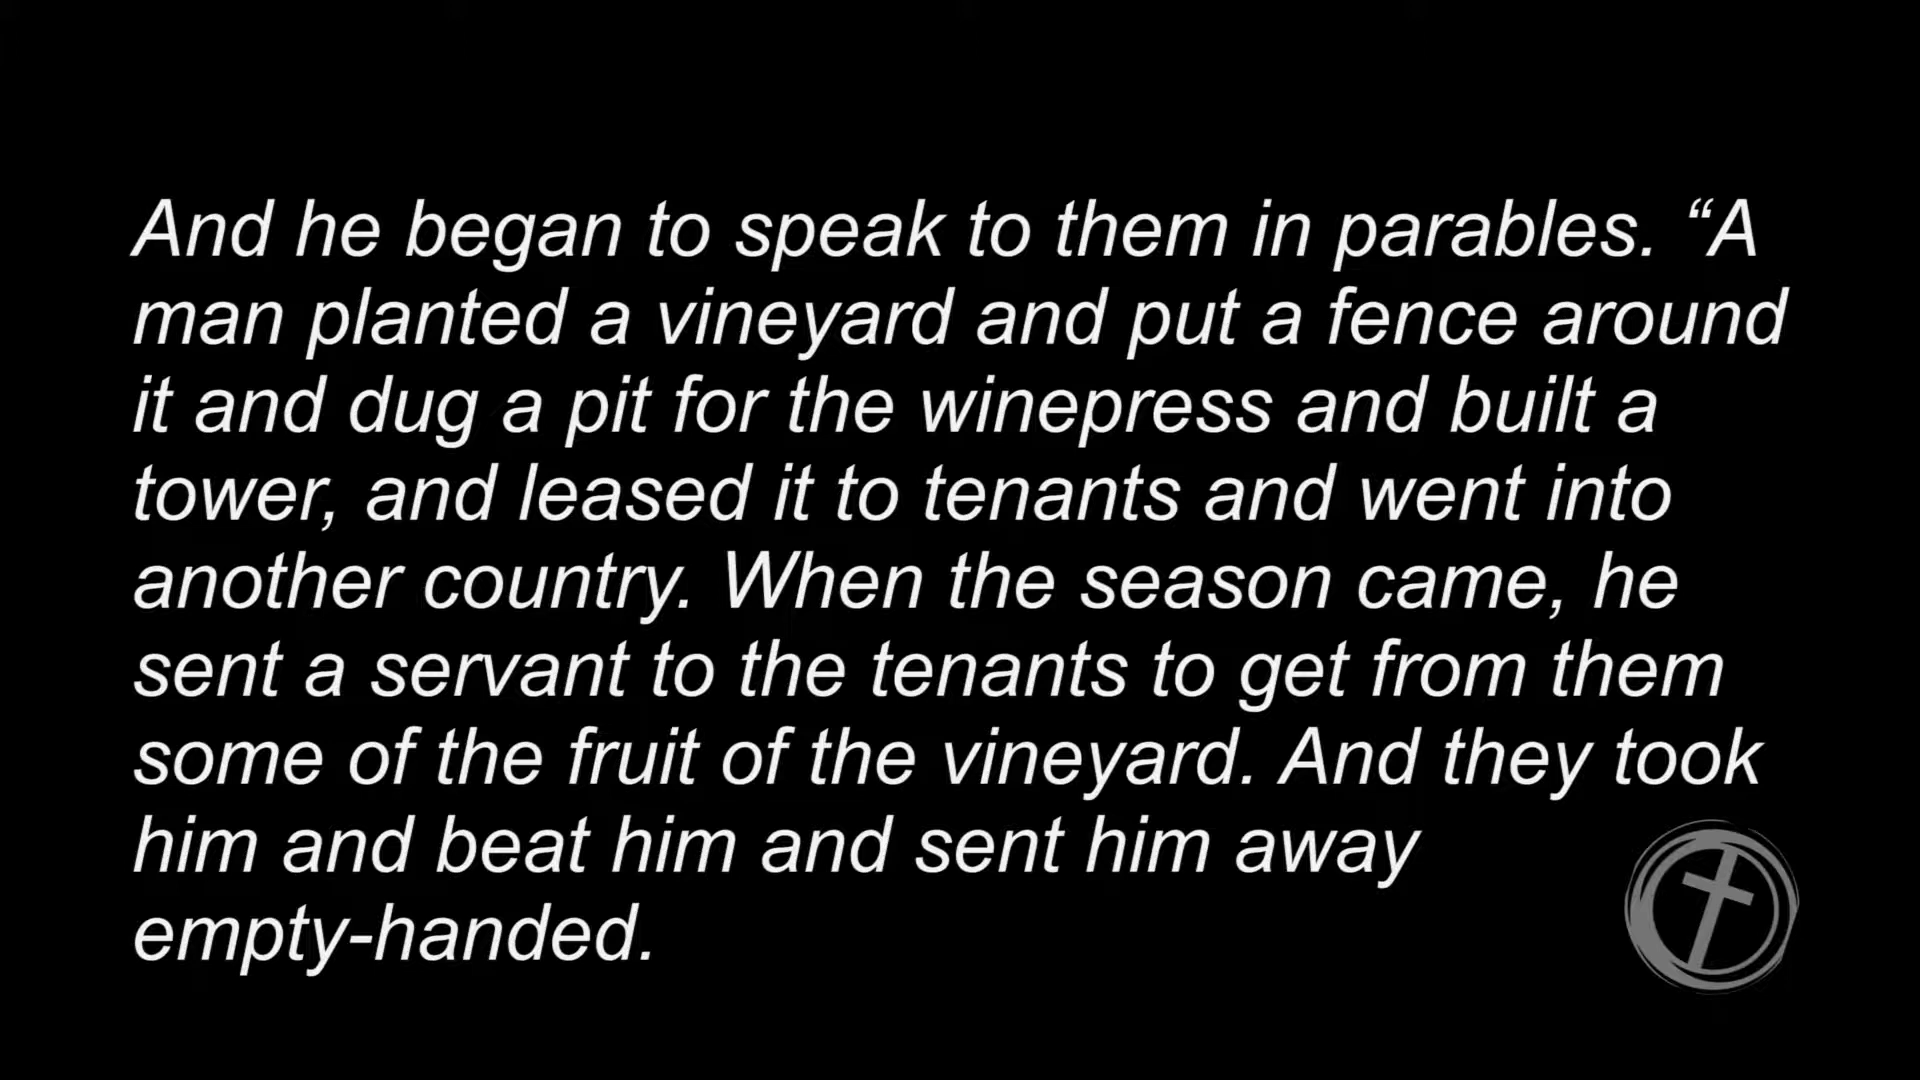 And he began to speak to them in parables. “A
man planted a vineyard and put a fence around
it and dug a pit for the winepress and built a
tower, and leased it to tenants and went into
another country. When the season came, he
sent a servant to the tenants to get from them
some of the fruit of the vineyard. And they took
him and beat him and sent him away
empty-handed.